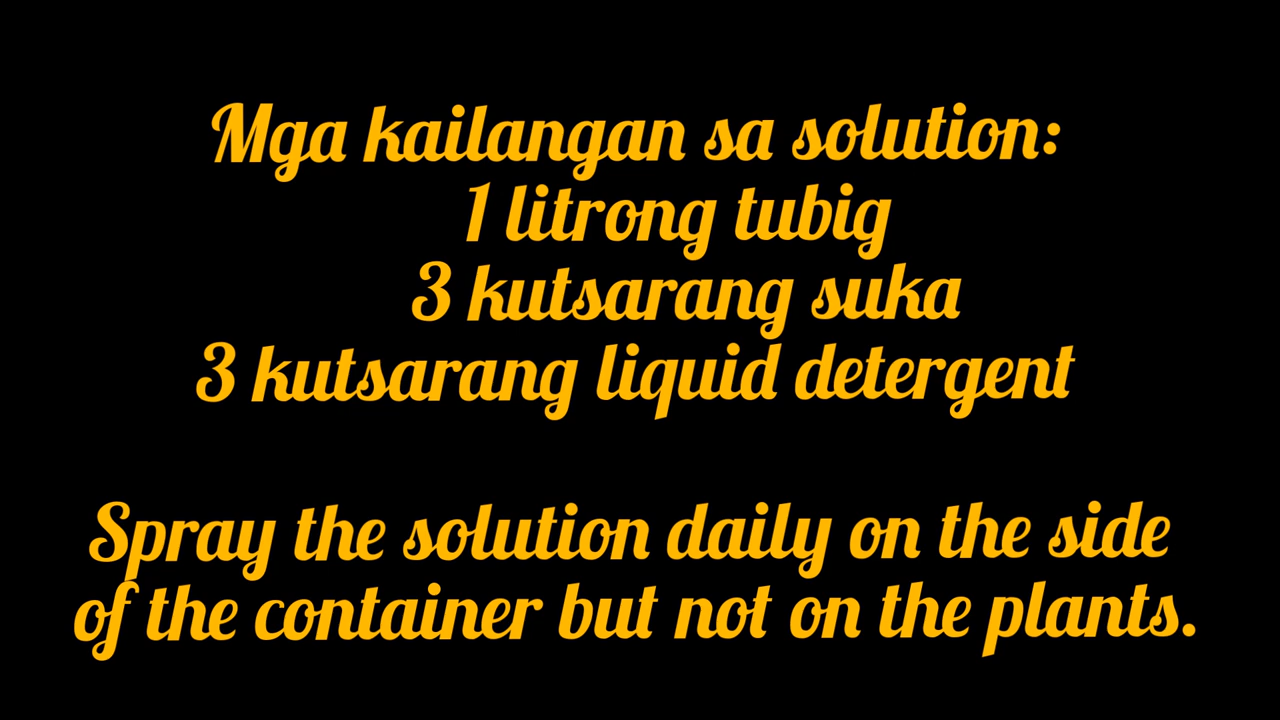 Mga kailangan sa solution:
1 litrong tubig
3 kutsarang suka
3 kutsarang liquid detergent
Spray the solution daily on the side
of the container but not on the plants.